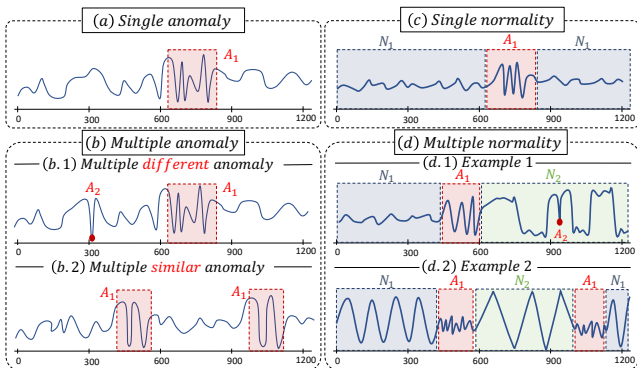 (a) Single anomaly
A1
0 300 600 900 1200
(b) Multiple anomaly
(b. 1) Multiple different anomaly
A2 A1
0 300 600 900 1200
(b. 2) Multiple similar anomaly
A1 A1
0 300 600 900 1200
(c) Single normality
N1 A1 N1
0 300 600 900 1200
(d) Multiple normality
(d. 1) Example 1
N1 A1 N2
A2
0 300 600 900 1200
(d. 2) Example 2
N1 A1 N2 A1 N1
0 300 600 900 1200